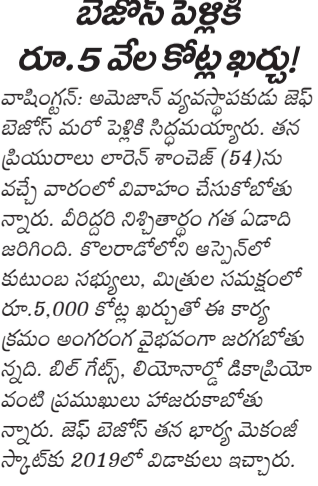 బెజోస్ పెళ్లికి
రూ.5 వేల కోట్ల ఖర్చు!
వాషింగ్టన్: అమెజాన్ వ్యవస్థాపకుడు జెఫ్
బెజోస్ మరో పెళ్లికి సిద్ధమయ్యారు. తన
ప్రియురాలు లారెన్ శాంచెజ్ (54)ను
వచ్చే వారంలో వివాహం చేసుకోబోతు
న్నారు. వీరిద్దరి నిశ్చితార్థం గత ఏడాది
జరిగింది. కొలరాడోలోని ఆస్పెన్‌లో
కుటుంబ సభ్యులు, మిత్రుల సమక్షంలో
రూ.5,000 కోట్ల ఖర్చుతో ఈ కార్య
క్రమం అంగరంగ వైభవంగా జరగబోతు
న్నది. బిల్ గేట్స్, లియోనార్డో డికాప్రియో
వంటి ప్రముఖులు హాజరుకాబోతు
న్నారు. జెఫ్ బెజోస్ తన భార్య మెకంజీ
స్కాట్‌కు 2019లో విడాకులు ఇచ్చారు.